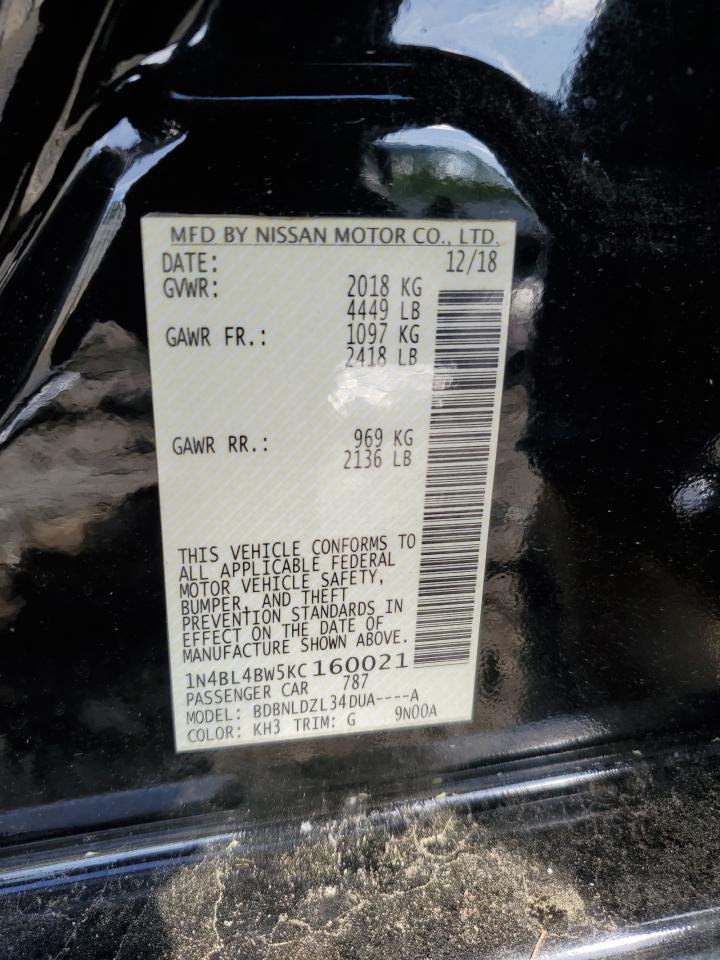 MFD BY NISSAN MOTOR CO., LTD.
DATE: 12/18
GVWR: 2018 KG
4449 LB
GAWR FR.: 1097 KG
2418 LB
GAWR RR.: 969 KG
2136 LB
THIS VEHICLE CONFORMS TO
ALL APPLICABLE FEDERAL
MOTOR VEHICLE SAFETY,
BUMPER, AND THEFT
PREVENTION STANDARDS IN
EFFECT ON THE DATE OF
MANUFACTURE SHOWN ABOVE.
1N4BL4BW5KC160021
PASSENGER CAR 787
MODEL: BDBNLDZL34DUA----A
COLOR: KH3 TRIM: G 9N00A